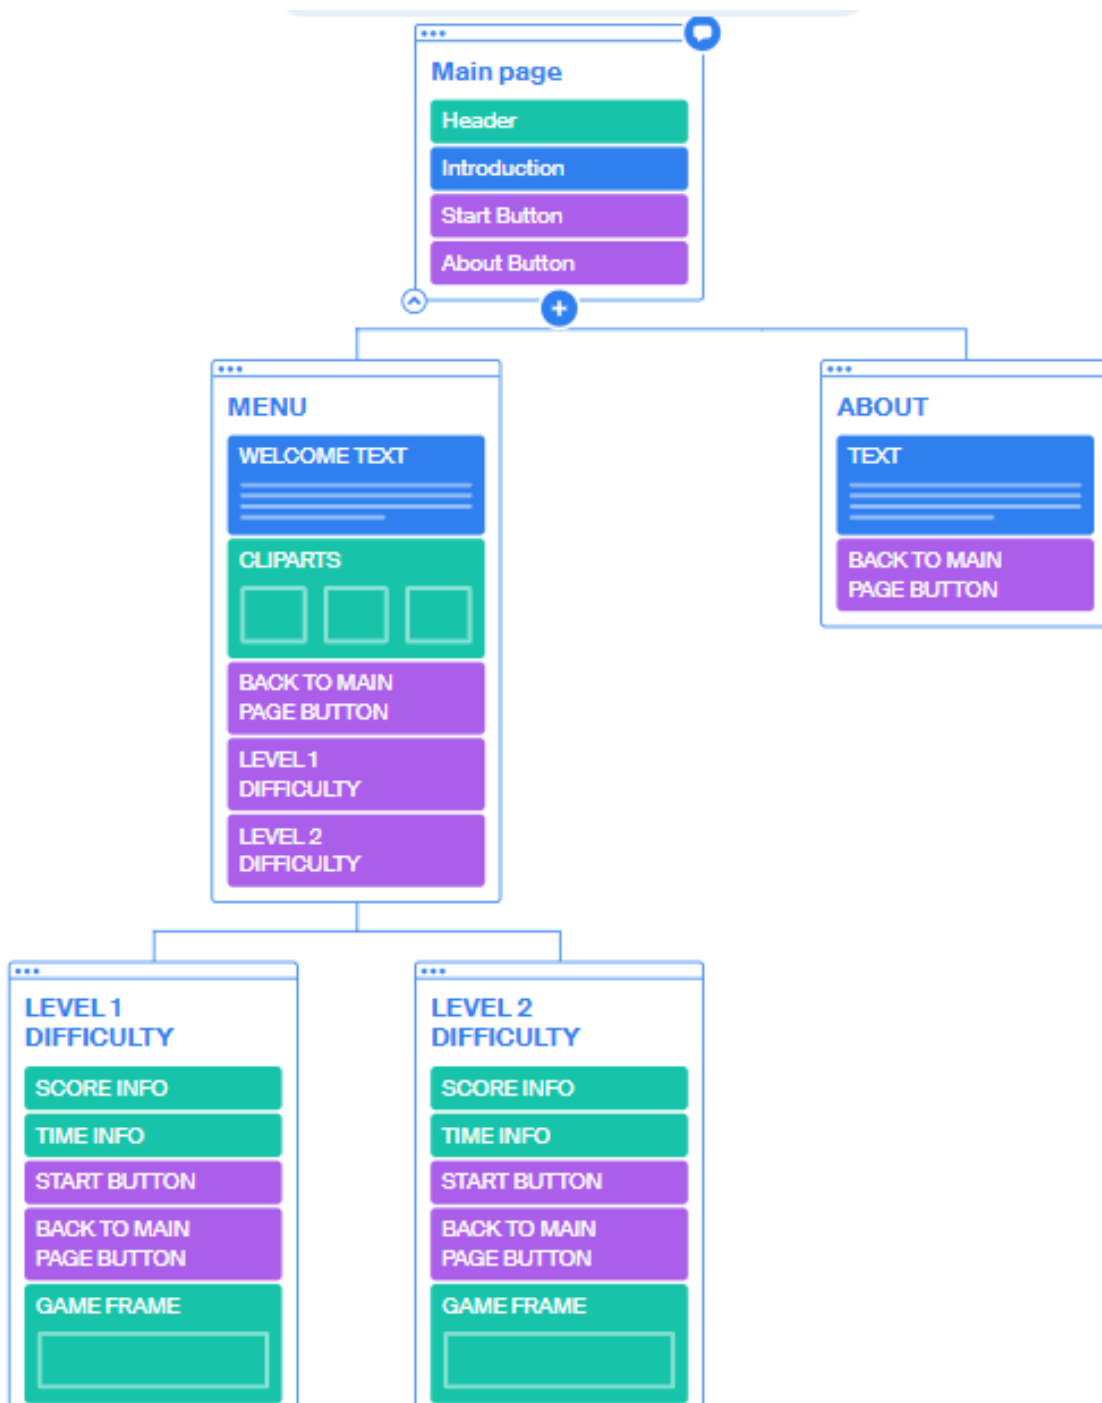 Main page
Header
Introduction
Start Button
About Button
MENU
WELCOME TEXT
CLIPARTS
BACK TO MAIN
PAGE BUTTON
LEVEL 1
DIFFICULTY
LEVEL 2
DIFFICULTY
ABOUT
TEXT
BACK TO MAIN
PAGE BUTTON
LEVEL 1
DIFFICULTY
SCORE INFO
TIME INFO
START BUTTON
BACK TO MAIN
PAGE BUTTON
GAME FRAME
LEVEL 2
DIFFICULTY
SCORE INFO
TIME INFO
START BUTTON
BACK TO MAIN
PAGE BUTTON
GAME FRAME